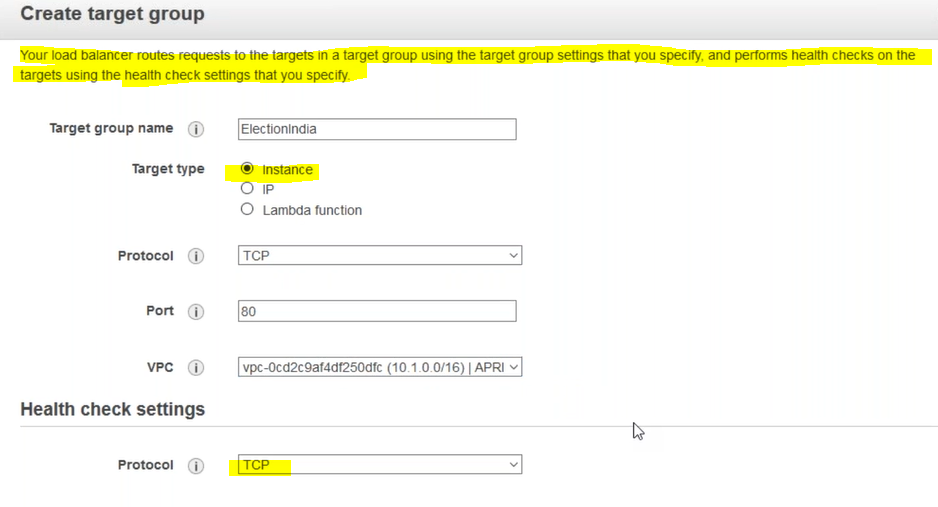 Create target group
Your load balancer routes requests to the targets in a target group using the target group settings that you specify, and performs health checks on the
targets using the health check settings that you specify.
Target group name i ElectionIndia
Target type Instance
IP
Lambda function
Protocol i TCP
Port i 80
VPC i vpc-0cd2c9af4df250dfc (10.1.0.0/16) | APRI
Health check settings
Protocol i TCP